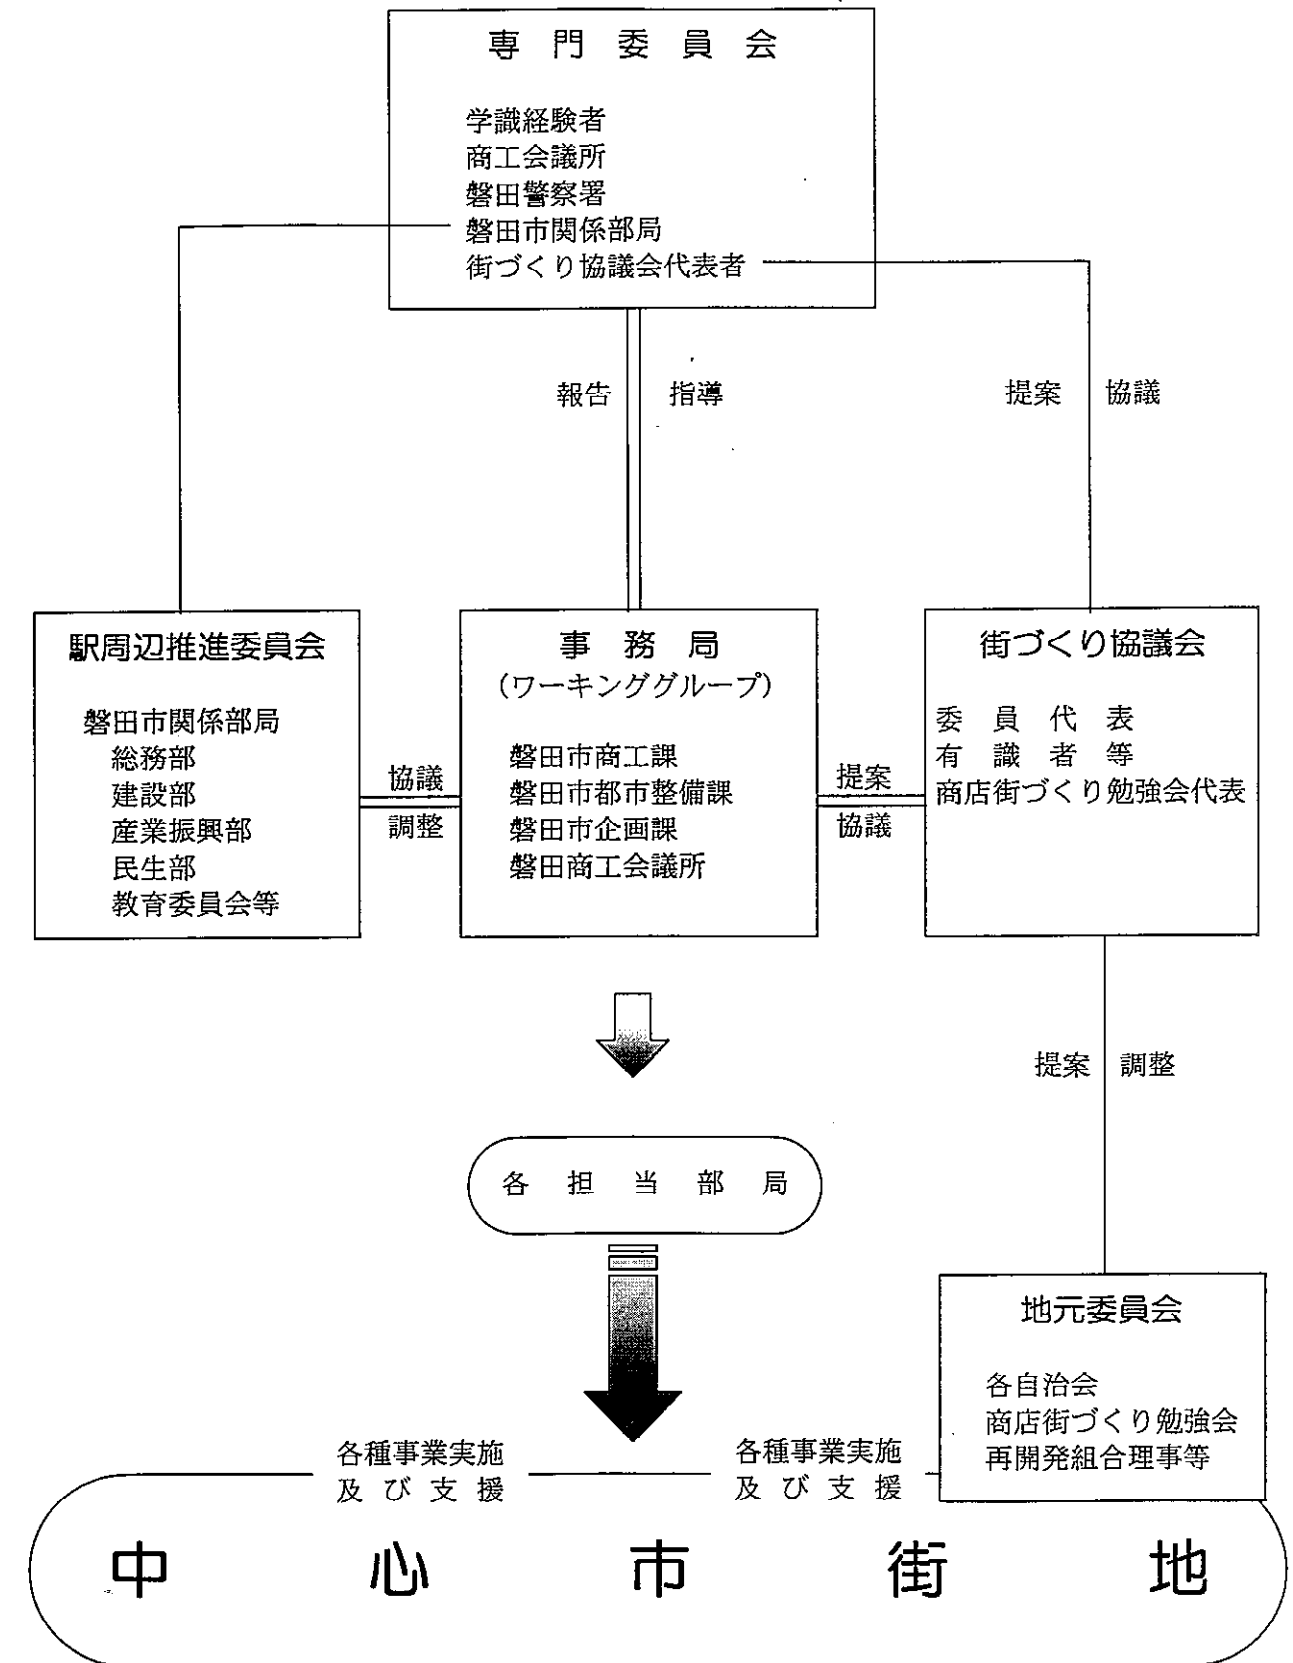 専門委員会
学識経験者
商工会議所
磐田警察署
磐田市関係部局
街づくり協議会代表者
報告 指導
提案 協議
駅周辺推進委員会
磐田市関係部局
総務部
建設部
産業振興部
民生部
教育委員会等
協議
調整
事務局
（ワーキンググループ）
磐田市商工課
磐田市都市整備課
磐田市企画課
磐田商工会議所
提案
協議
街づくり協議会
委員代表
有識者等
商店街づくり勉強会代表
提案 調整
各担当部局
地元委員会
各自治会
商店街づくり勉強会
再開発組合理事等
各種事業実施
及び支援
各種事業実施
及び支援
中心市街地